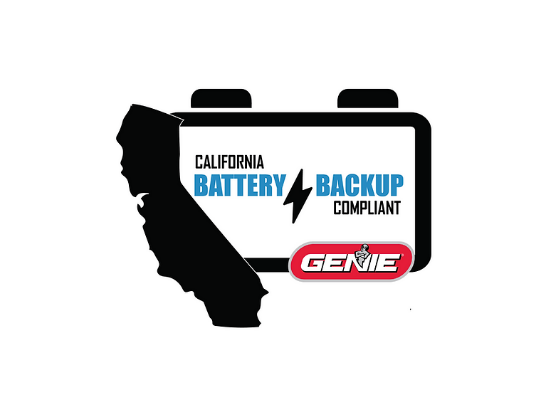 CALIFORNIA
BATTERY BACKUP
COMPLIANT
GENIE